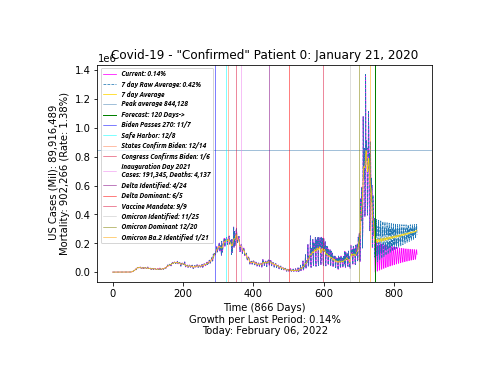 Covid-19 - "Confirmed" Patient 0: January 21, 2020
1e6
Current: 0.14%
7 day Raw Average: 0.42%
7 day Average
Peak average 844,128
Forecast: 120 Days->
Biden Passes 270: 11/7
Safe Harbor: 12/8
States Confirm Biden: 12/14
Congress Confirms Biden: 1/6
Inauguration Day 2021
Cases: 191,345, Deaths: 4,137
Delta Identified: 4/24
Delta Dominant: 6/5
Vaccine Mandate: 9/9
Omicron Identified: 11/25
Omicron Dominant 12/20
Omicron Ba.2 Identified 1/21
1.4
1.2
1.0
0.8
0.6
0.4
0.2
0.0
US Cases (Mil): 89,916,489
Mortality: 902,266 (Rate: 1.38%)
0 200 400 600 800
Time (866 Days)
Growth per Last Period: 0.14%
Today: February 06, 2022